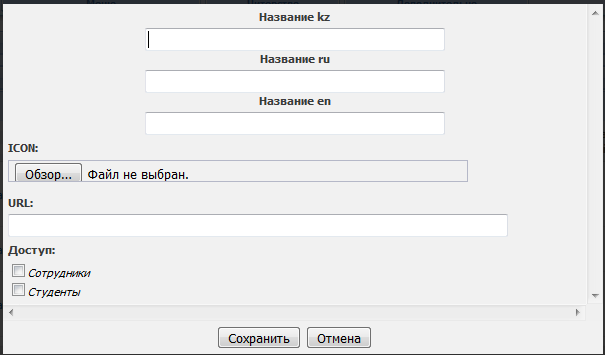 Название kz
Название ru
Название en
ICON:
Обзор... Файл не выбран.
URL:
Доступ:
Сотрудники
Студенты
Сохранить Отмена